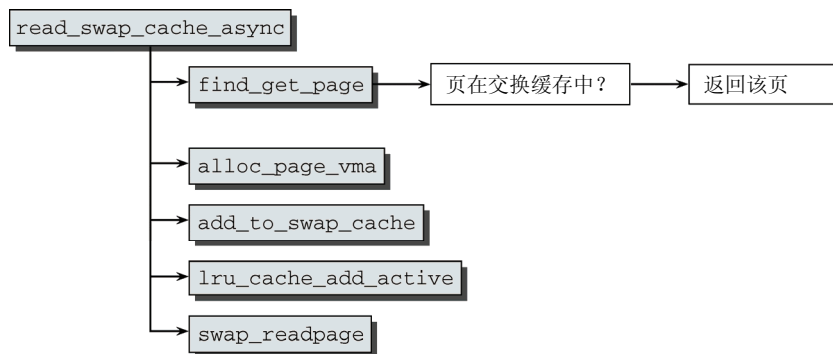 read_swap_cache_async
find_get_page
页在交换缓存中？
返回该页
alloc_page_vma
add_to_swap_cache
lru_cache_add_active
swap_readpage